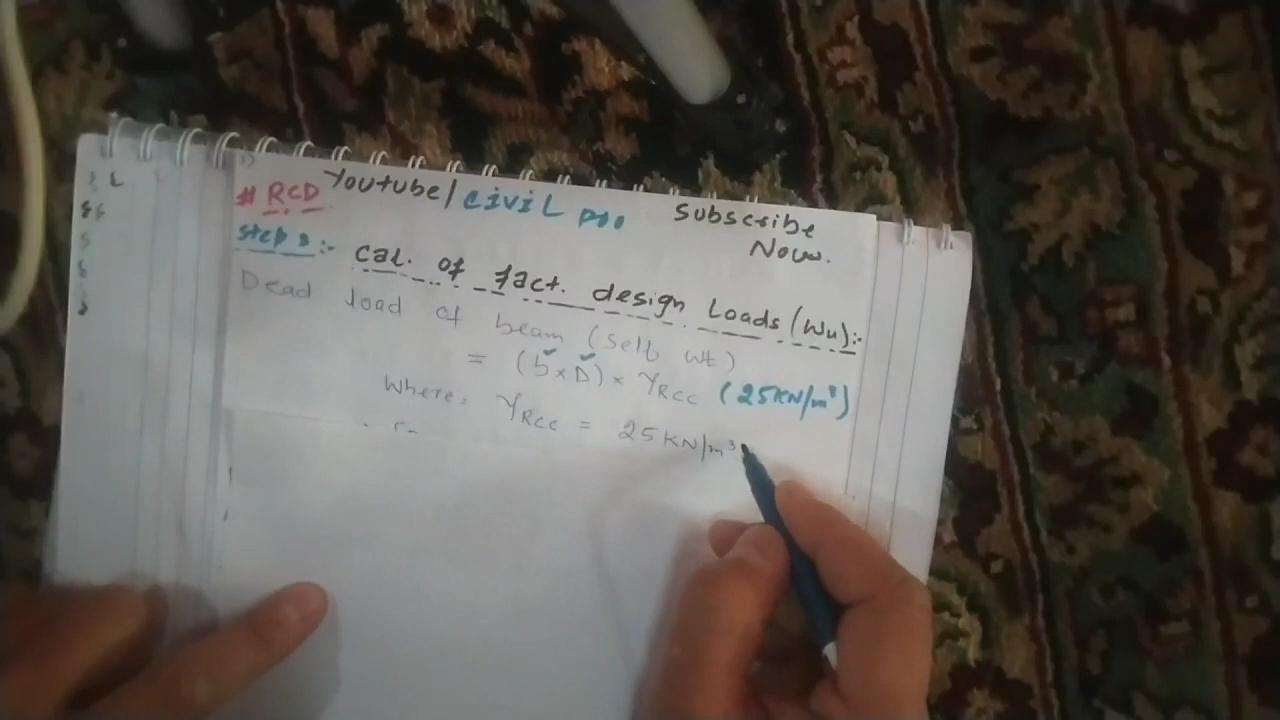 # RCD Youtube/civil pro Subscribe Now.
step 3:- Cal. of fact. design Loads (Wu):-
Dead load of beam (self wt)
= (b x D) x γRCC (25KN/m³)
Where, γRCC = 25KN/m³